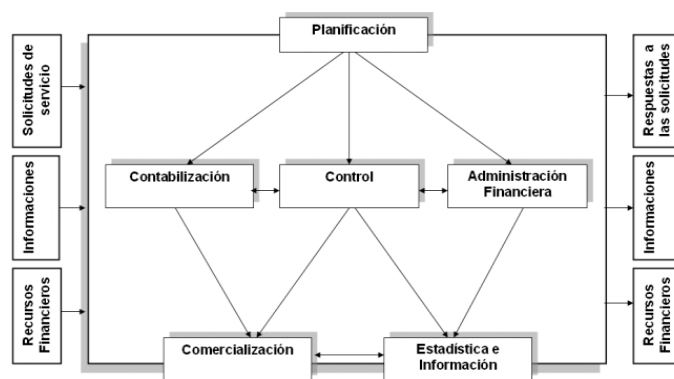 Planificación
Solicitudes de
servicio
Informaciones
Recursos
Financieros
Contabilización
Control
Administración
Financiera
Comercialización
Estadística e
Información
Respuestas a
las solicitudes
Informaciones
Recursos
Financieros